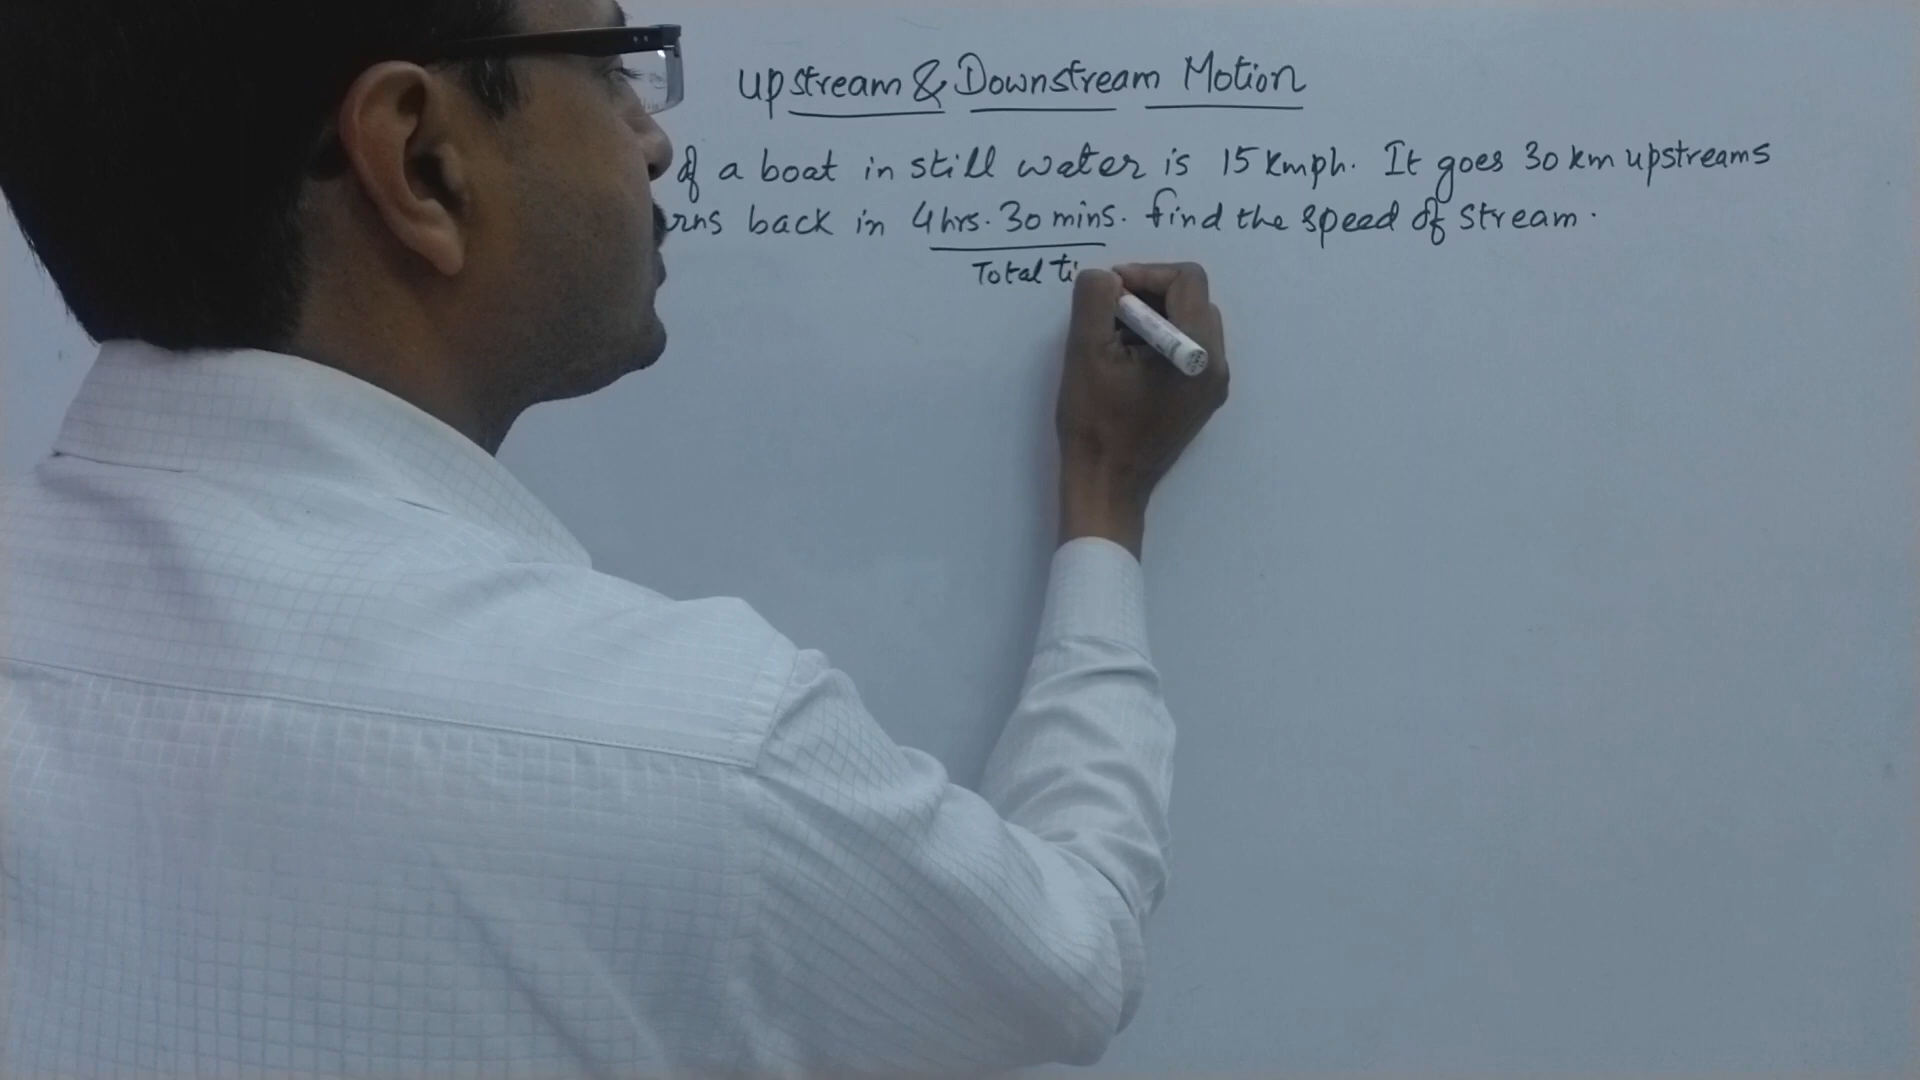 Upstream & Downstream Motion
of a boat in still water is 15 kmph. It goes 30 km upstreams
rns back in 4 hrs. 30 mins. find the speed of stream.
Total ti